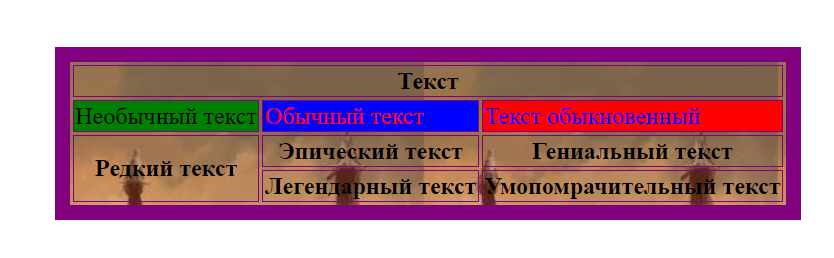 Текст
Необычный текст Обычный текст Текст обыкновенный
Редкий текст Эпический текст Гениальный текст
Легендарный текст Умопомрачительный текст